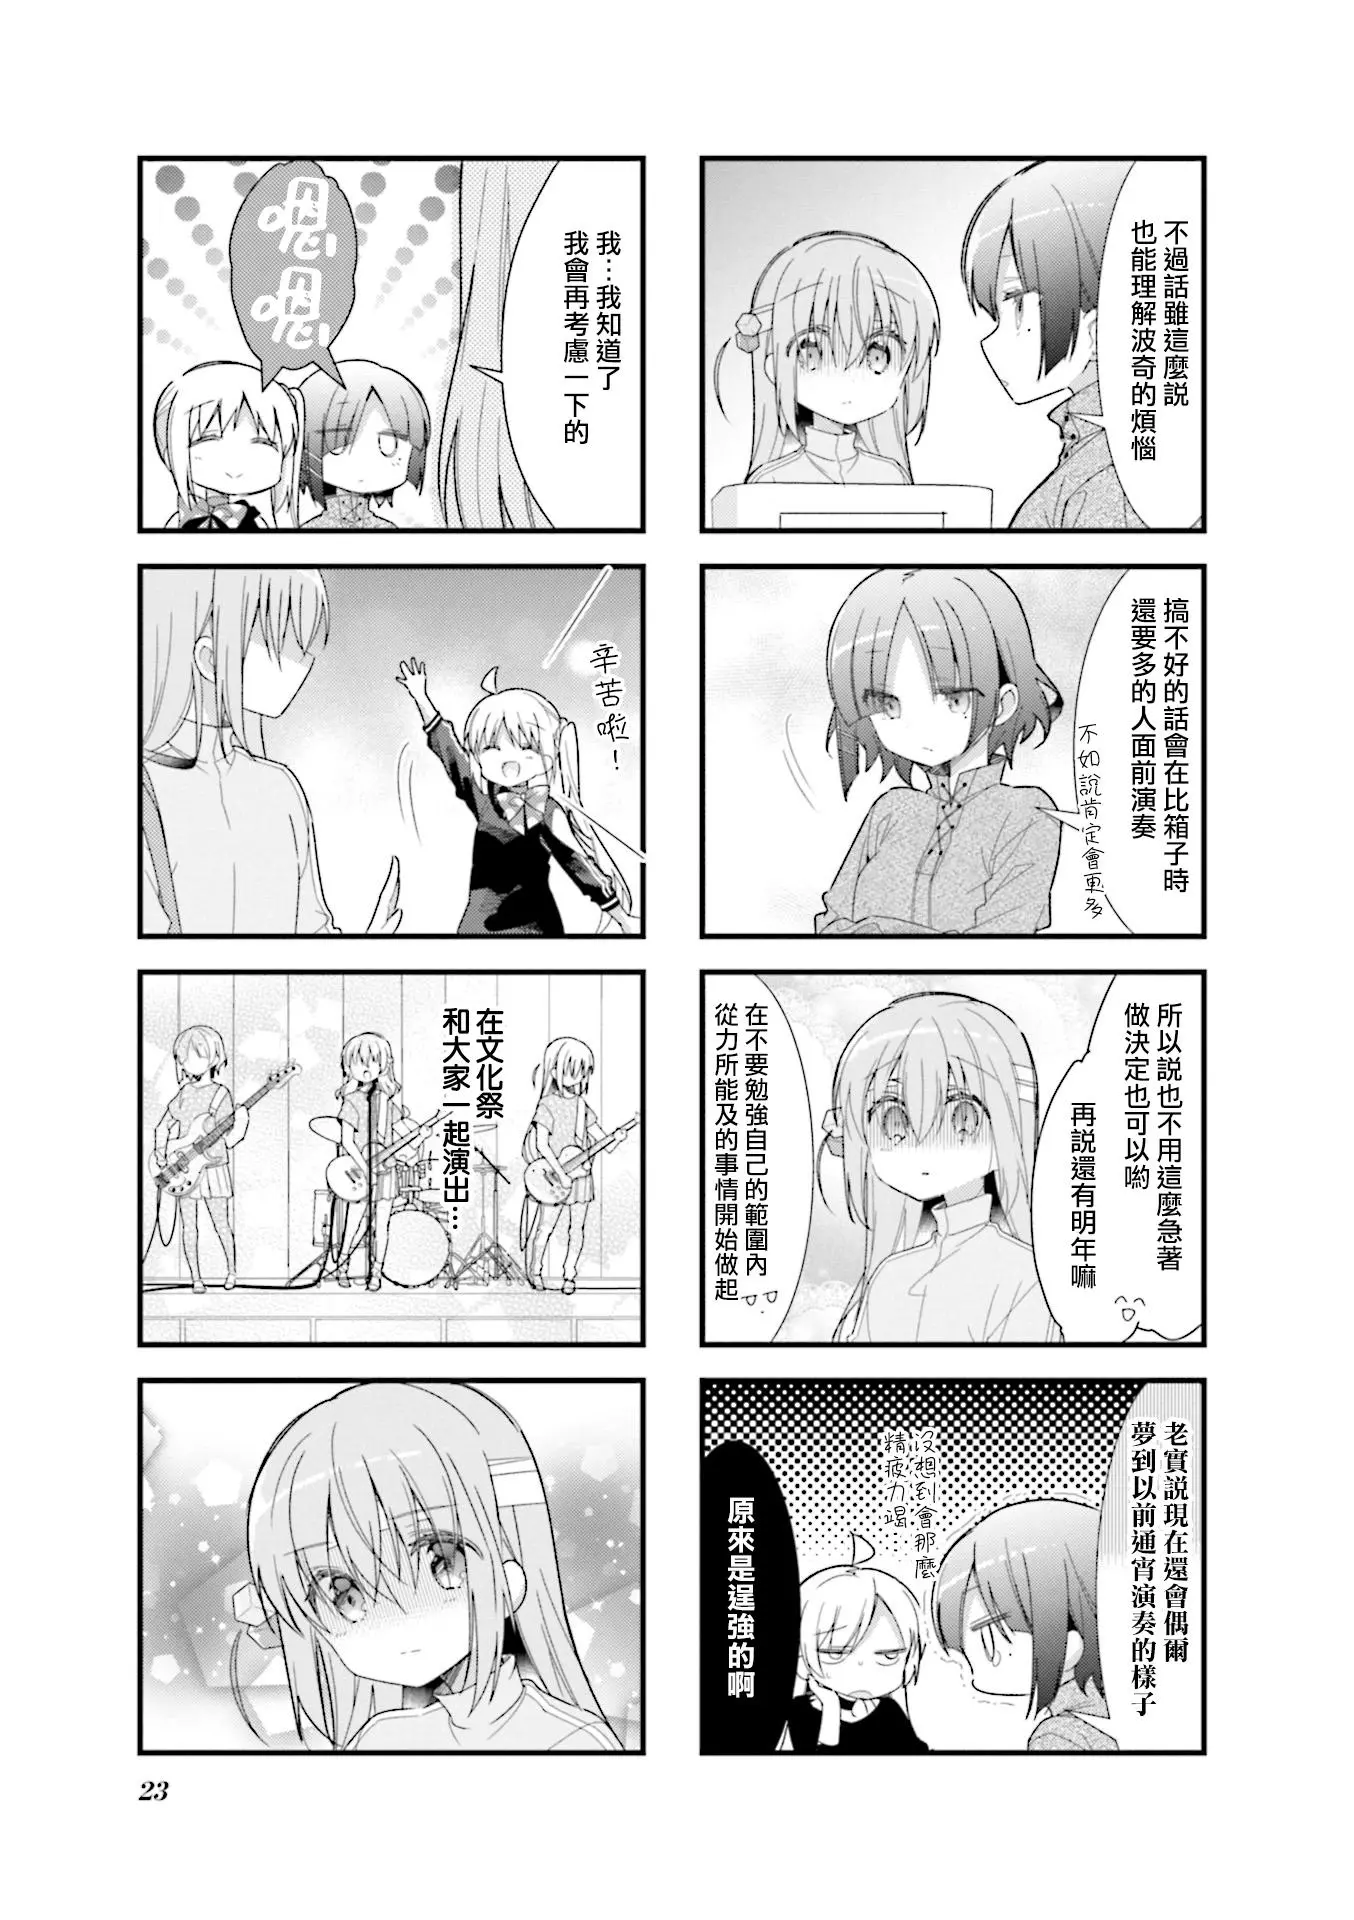 不過話雖這麼説
也能理解波奇的煩惱
搞不好的話會在比箱子時
還要多的人面前演奏
不如說肯定會更多
所以説也不用這麼急著
做決定也可以喲
再説還有明年嘛
在不要勉強自己的範圍內
從力所能及的事情開始做起
老實説現在還會偶爾
夢到以前通宵演奏的樣子
沒想到會那麼
精疲力竭
原來是逞強的啊
我…我知道了
我會再考慮一下的
嗯
嗯
辛苦啦！
在文化祭
和大家一起演出…
23